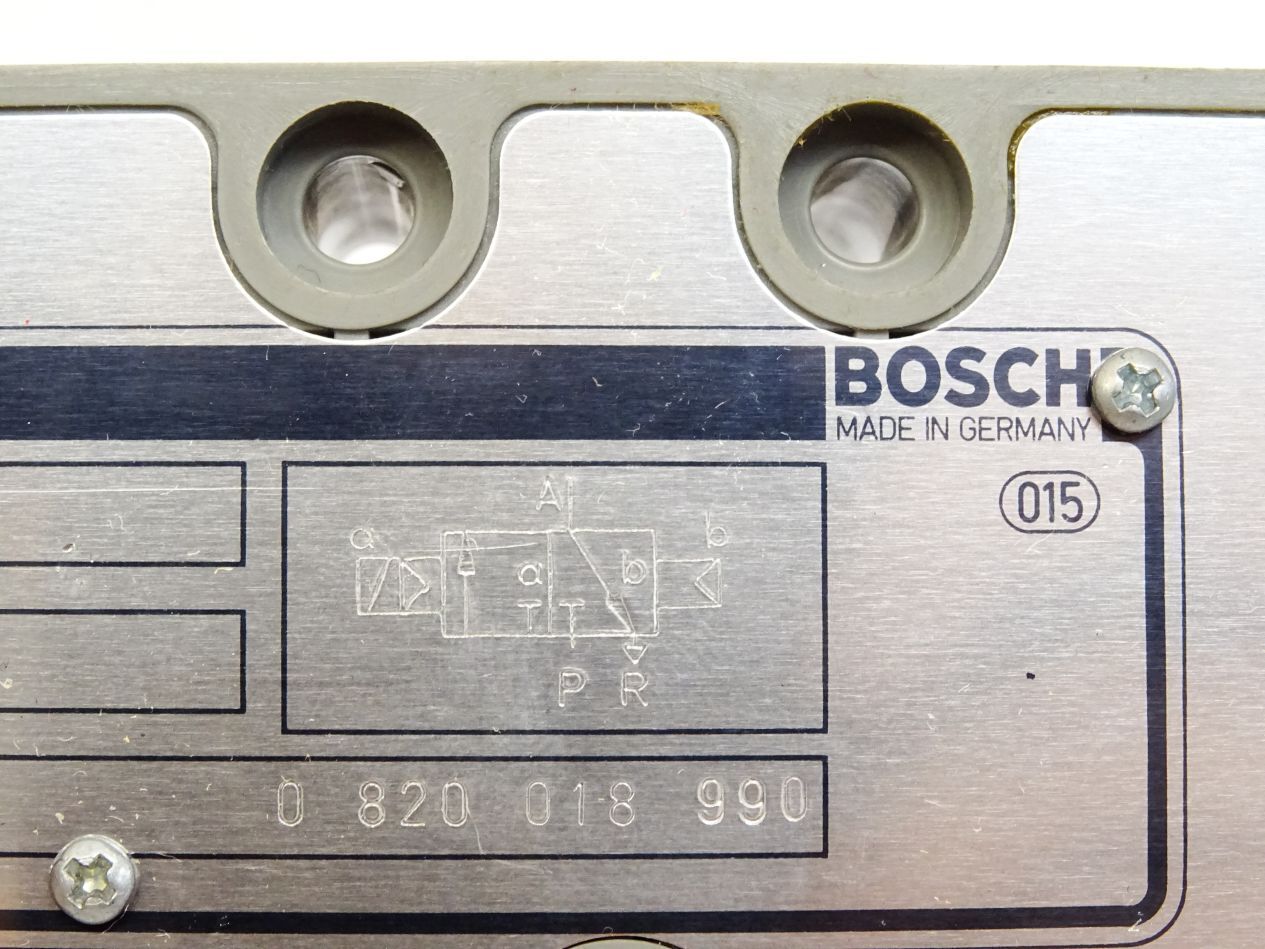 BOSCH
MADE IN GERMANY
015
A
a b
a b
P R
0 820 018 990